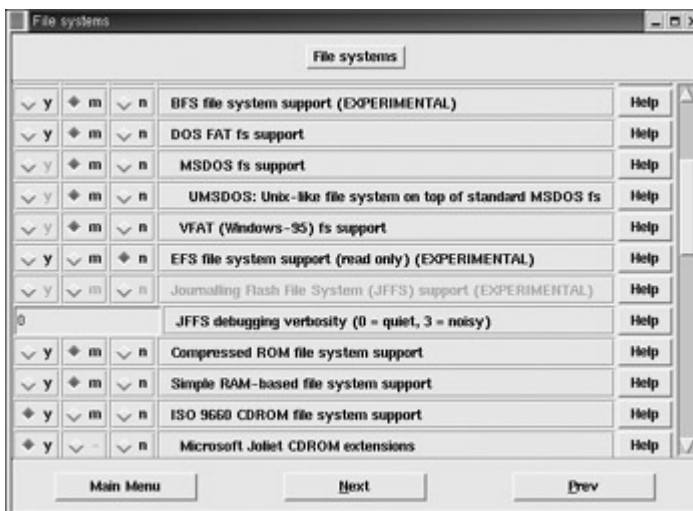 File systems
File systems
y m n BFS file system support (EXPERIMENTAL) Help
y m n DOS FAT fs support Help
y m n MSDOS fs support Help
y m n UMSDOS: Unix-like file system on top of standard MSDOS fs Help
y m n VFAT (Windows-95) fs support Help
y m n EFS file system support (read only) (EXPERIMENTAL) Help
y m n Journalling Flash File System (JFFS) support (EXPERIMENTAL) Help
0 JFFS debugging verbosity (0 = quiet, 3 = noisy) Help
y m n Compressed ROM file system support Help
y m n Simple RAM-based file system support Help
y m n ISO 9660 CDROM file system support Help
y - n Microsoft Joliet CDROM extensions Help
Main Menu Next Prev